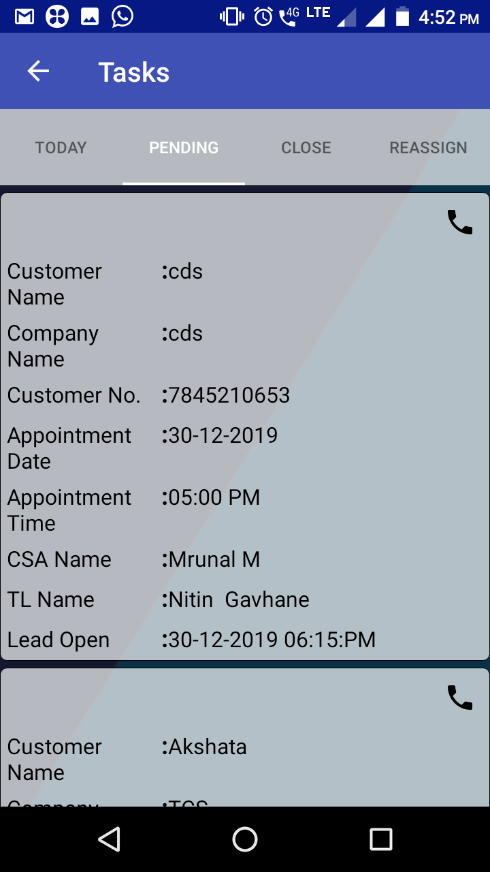 4G LTE 4:52 PM
Tasks
TODAY PENDING CLOSE REASSIGN
Customer Name :cds
Company Name :cds
Customer No. :7845210653
Appointment Date :30-12-2019
Appointment Time :05:00 PM
CSA Name :Mrunal M
TL Name :Nitin Gavhane
Lead Open :30-12-2019 06:15:PM
Customer Name :Akshata
Company :TCS